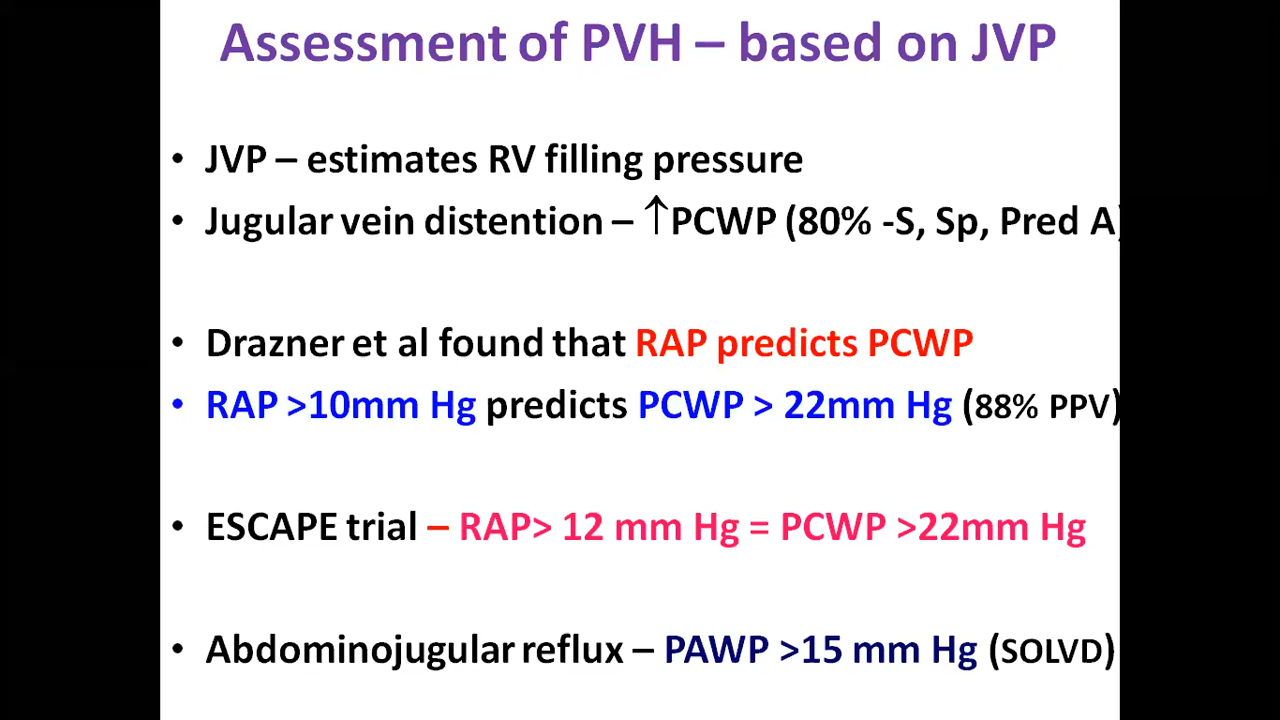 Assessment of PVH – based on JVP
• JVP – estimates RV filling pressure
• Jugular vein distention – ↑PCWP (80% -S, Sp, Pred A)
• Drazner et al found that RAP predicts PCWP
• RAP >10mm Hg predicts PCWP > 22mm Hg (88% PPV)
• ESCAPE trial – RAP> 12 mm Hg = PCWP >22mm Hg
• Abdominojugular reflux – PAWP >15 mm Hg (SOLVD)